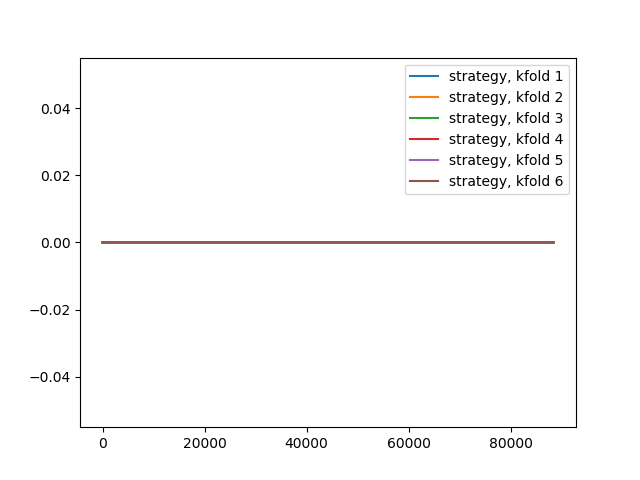 strategy, kfold 1
strategy, kfold 2
strategy, kfold 3
strategy, kfold 4
strategy, kfold 5
strategy, kfold 6
0.04
0.02
0.00
−0.02
−0.04
0 20000 40000 60000 80000